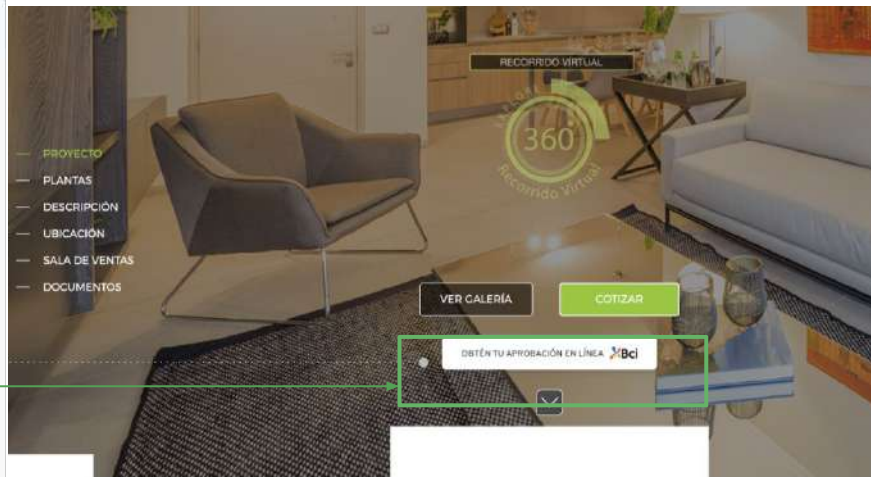 RECORRIDO VIRTUAL
EXPLORA
360°
Recorrido Virtual
PROYECTO
PLANTAS
DESCRIPCIÓN
UBICACIÓN
SALA DE VENTAS
DOCUMENTOS
VER GALERÍA
COTIZAR
OBTÉN TU APROBACIÓN EN LÍNEA Bci